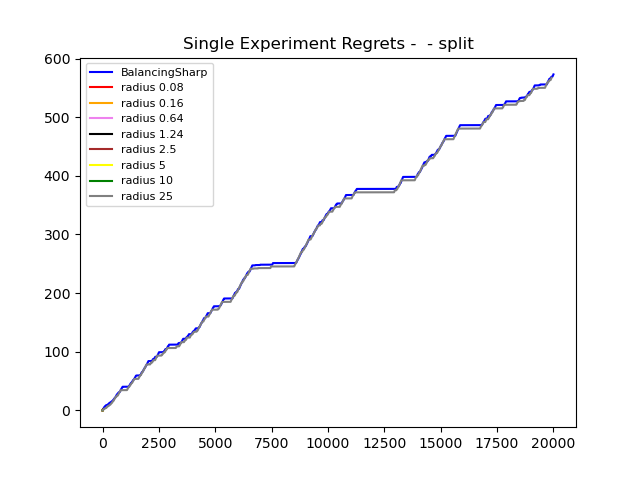 Single Experiment Regrets -  - split
600
500
400
300
200
100
0
BalancingSharp
radius 0.08
radius 0.16
radius 0.64
radius 1.24
radius 2.5
radius 5
radius 10
radius 25
0 2500 5000 7500 10000 12500 15000 17500 20000